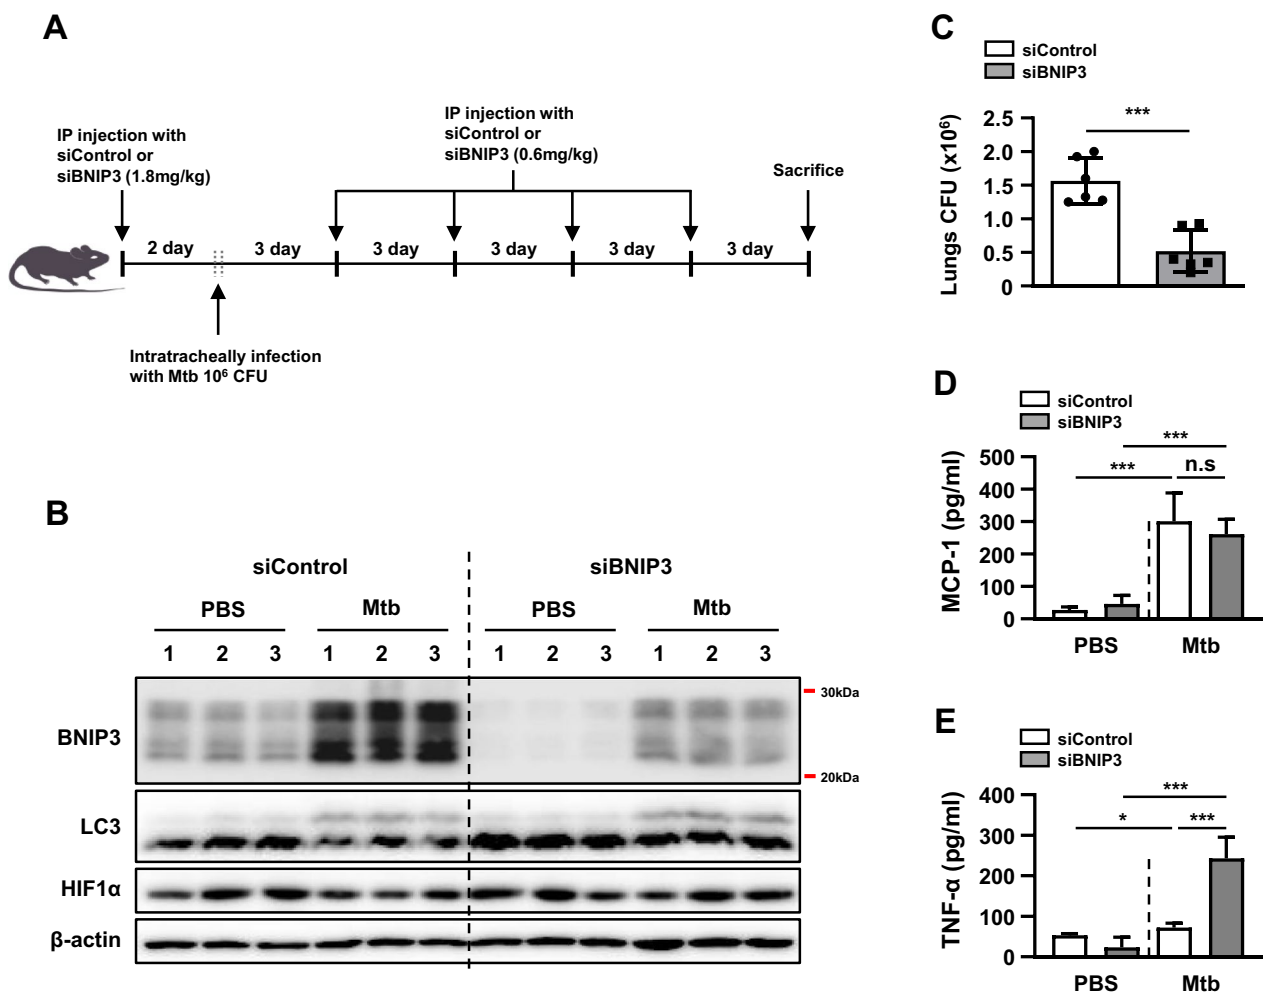 A
IP injection with
siControl or
siBNIP3 (1.8mg/kg)
IP injection with
siControl or
siBNIP3 (0.6mg/kg)
Sacrifice
2 day
3 day
3 day
3 day
3 day
3 day
Intratracheally infection
with Mtb 10⁶ CFU
B
siControl
siBNIP3
PBS
Mtb
PBS
Mtb
1 2 3 1 2 3 1 2 3 1 2 3
BNIP3
30kDa
20kDa
LC3
HIF1α
β-actin
C
siControl
siBNIP3
Lungs CFU (x10⁶)
2.5
2.0
1.5
1.0
0.5
0
***
D
siControl
siBNIP3
MCP-1 (pg/ml)
500
400
300
200
100
0
***
***
n.s
PBS
Mtb
E
siControl
siBNIP3
TNF-α (pg/ml)
400
300
200
100
0
***
*
***
PBS
Mtb